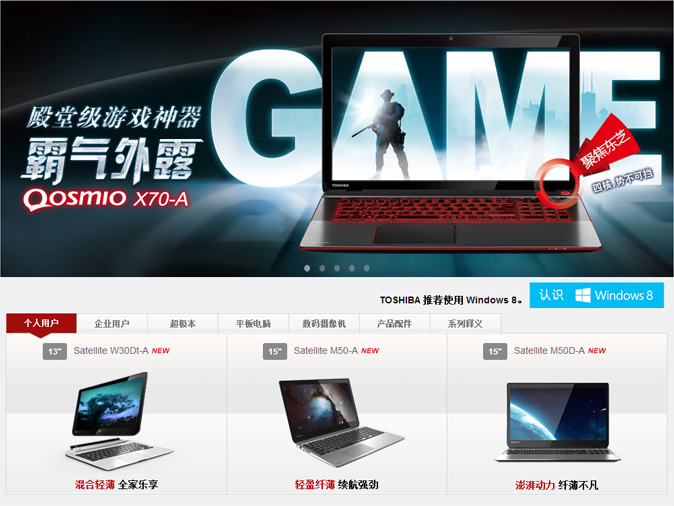 GAME
殿堂级游戏神器
霸气外露
Qosmio X70-A
TOSHIBA
聚焦东芝
四核,势不可挡
TOSHIBA 推荐使用 Windows 8。
认识 Windows 8
个人用户 企业用户 超极本 平板电脑 数码摄像机 产品配件 系列释义
13" Satellite W30Dt-A NEW
15" Satellite M50-A NEW
15" Satellite M50D-A NEW
混合轻薄 全家乐享
轻盈纤薄 续航强劲
澎湃动力 纤薄不凡